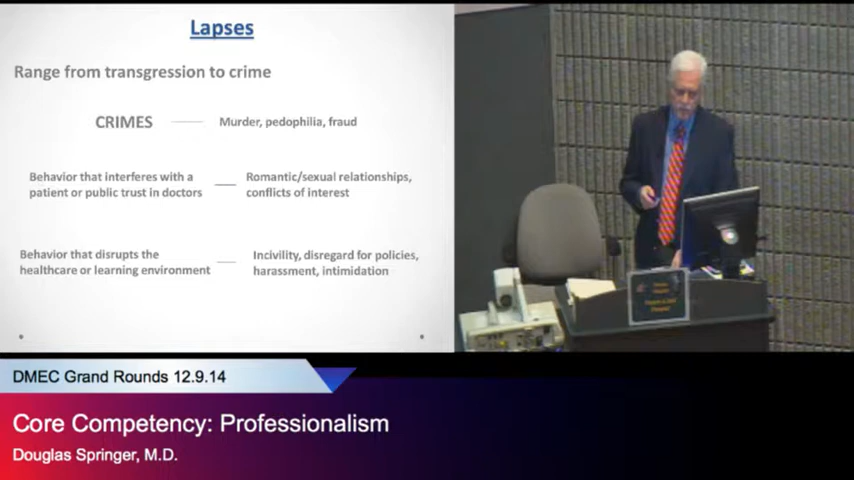 Lapses
Range from transgression to crime
CRIMES
Murder, pedophilia, fraud
Behavior that interferes with a
patient or public trust in doctors
Romantic/sexual relationships,
conflicts of interest
Behavior that disrupts the
healthcare or learning environment
Incivility, disregard for policies,
harassment, intimidation
DMEC Grand Rounds 12.9.14
Core Competency: Professionalism
Douglas Springer, M.D.